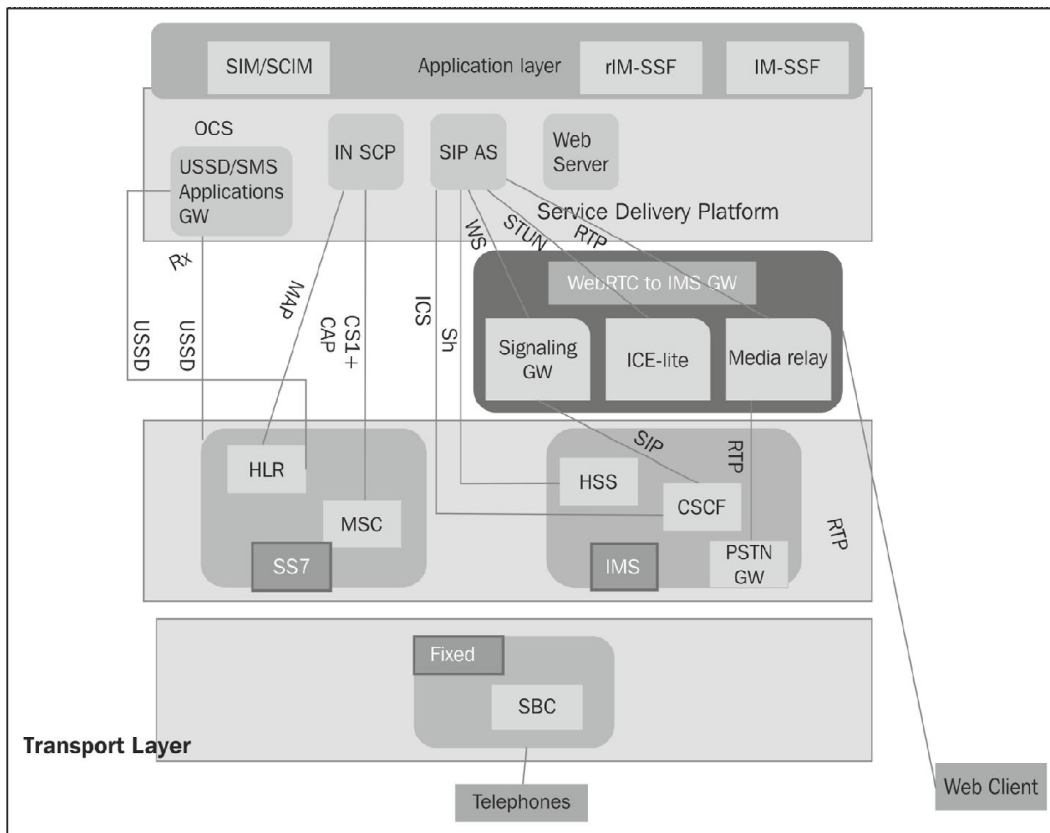 SIM/SCIM
Application layer
rIM-SSF
IM-SSF
OCS
USSD/SMS
Applications
GW
IN SCP
SIP AS
Web
Server
Service Delivery Platform
Rx
USSD
USSD
MAP
CS1+
CAP
ICS
Sh
WS
STUN
RTP
WebRTC to IMS GW
Signaling
GW
ICE-lite
Media relay
SIP
RTP
HLR
MSC
SS7
HSS
CSCF
IMS
PSTN
GW
RTP
Fixed
SBC
Transport Layer
Telephones
Web Client